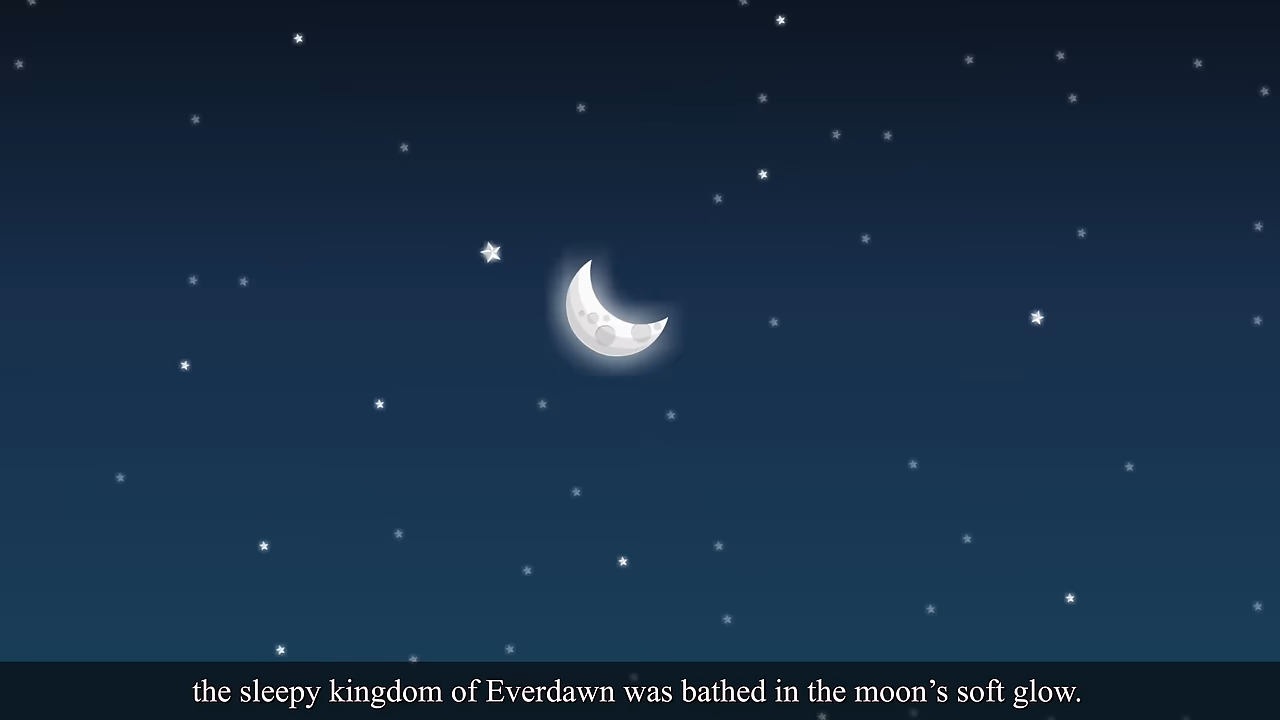 the sleepy kingdom of Everdawn was bathed in the moon’s soft glow.